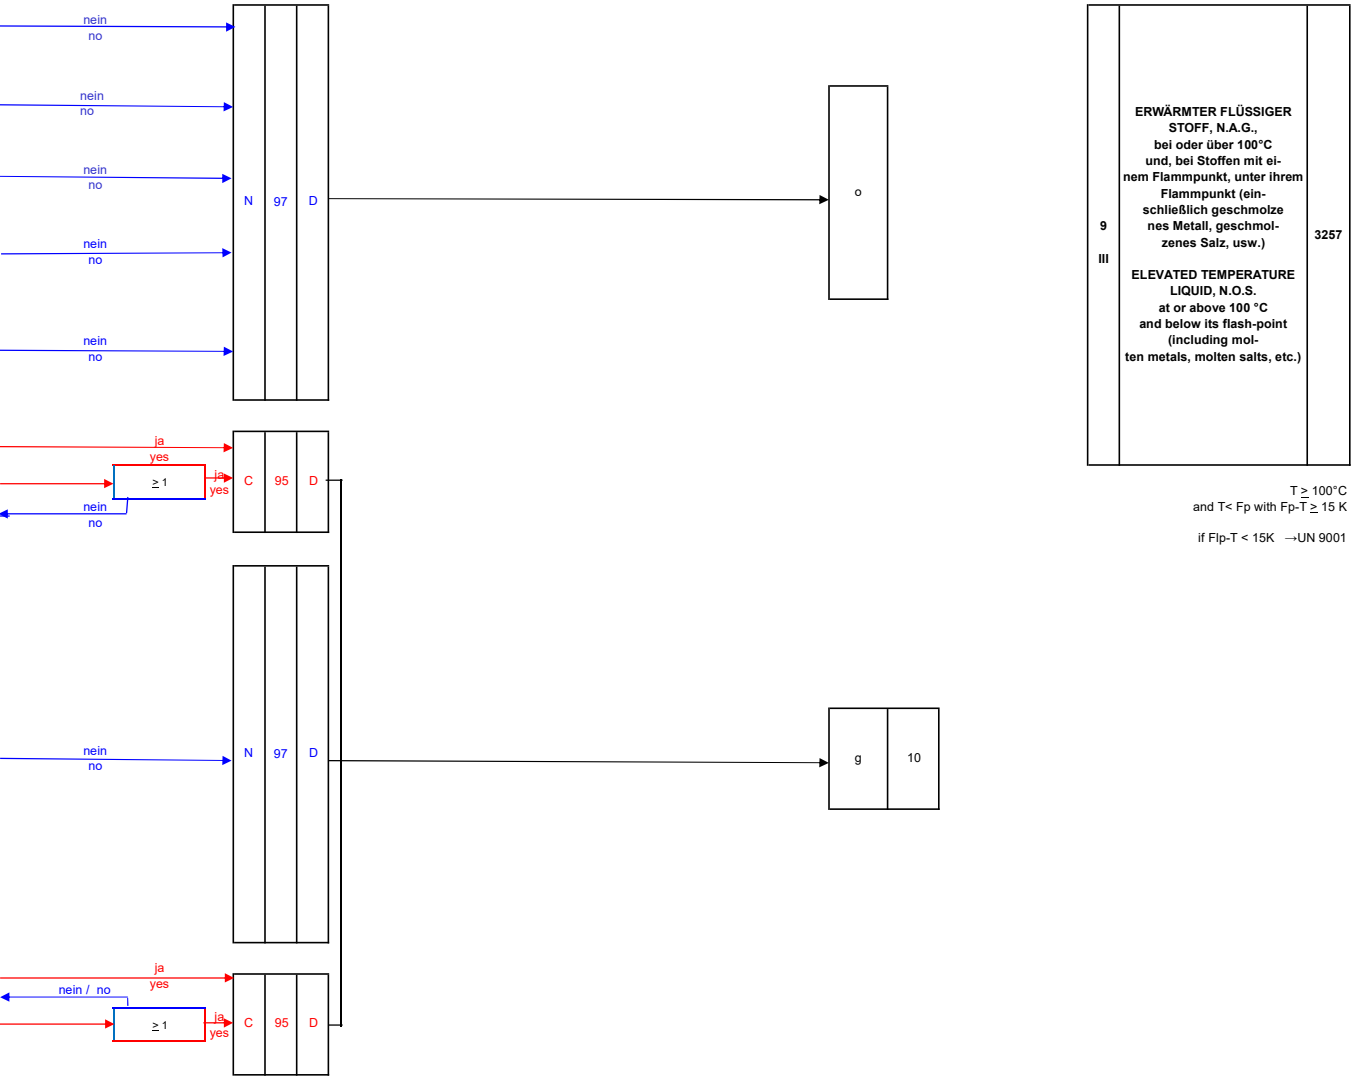 nein
no
nein
no
nein
no
nein
no
nein
no
N 97 D
o
9
III
ERWÄRMTER FLÜSSIGER
STOFF, N.A.G.,
bei oder über 100°C
und, bei Stoffen mit ei-
nem Flammpunkt, unter ihrem
Flammpunkt (ein-
schließlich geschmolze
nes Metall, geschmol-
zenes Salz, usw.)
ELEVATED TEMPERATURE
LIQUID, N.O.S.
at or above 100 °C
and below its flash-point
(including mol-
ten metals, molten salts, etc.)
3257
T ≥ 100°C
and T< Fp with Fp-T ≥ 15 K
if Flp-T < 15K →UN 9001
ja
yes
≥ 1
ja
yes
nein
no
C 95 D
nein
no
N 97 D
g 10
ja
yes
nein / no
≥ 1
ja
yes
C 95 D